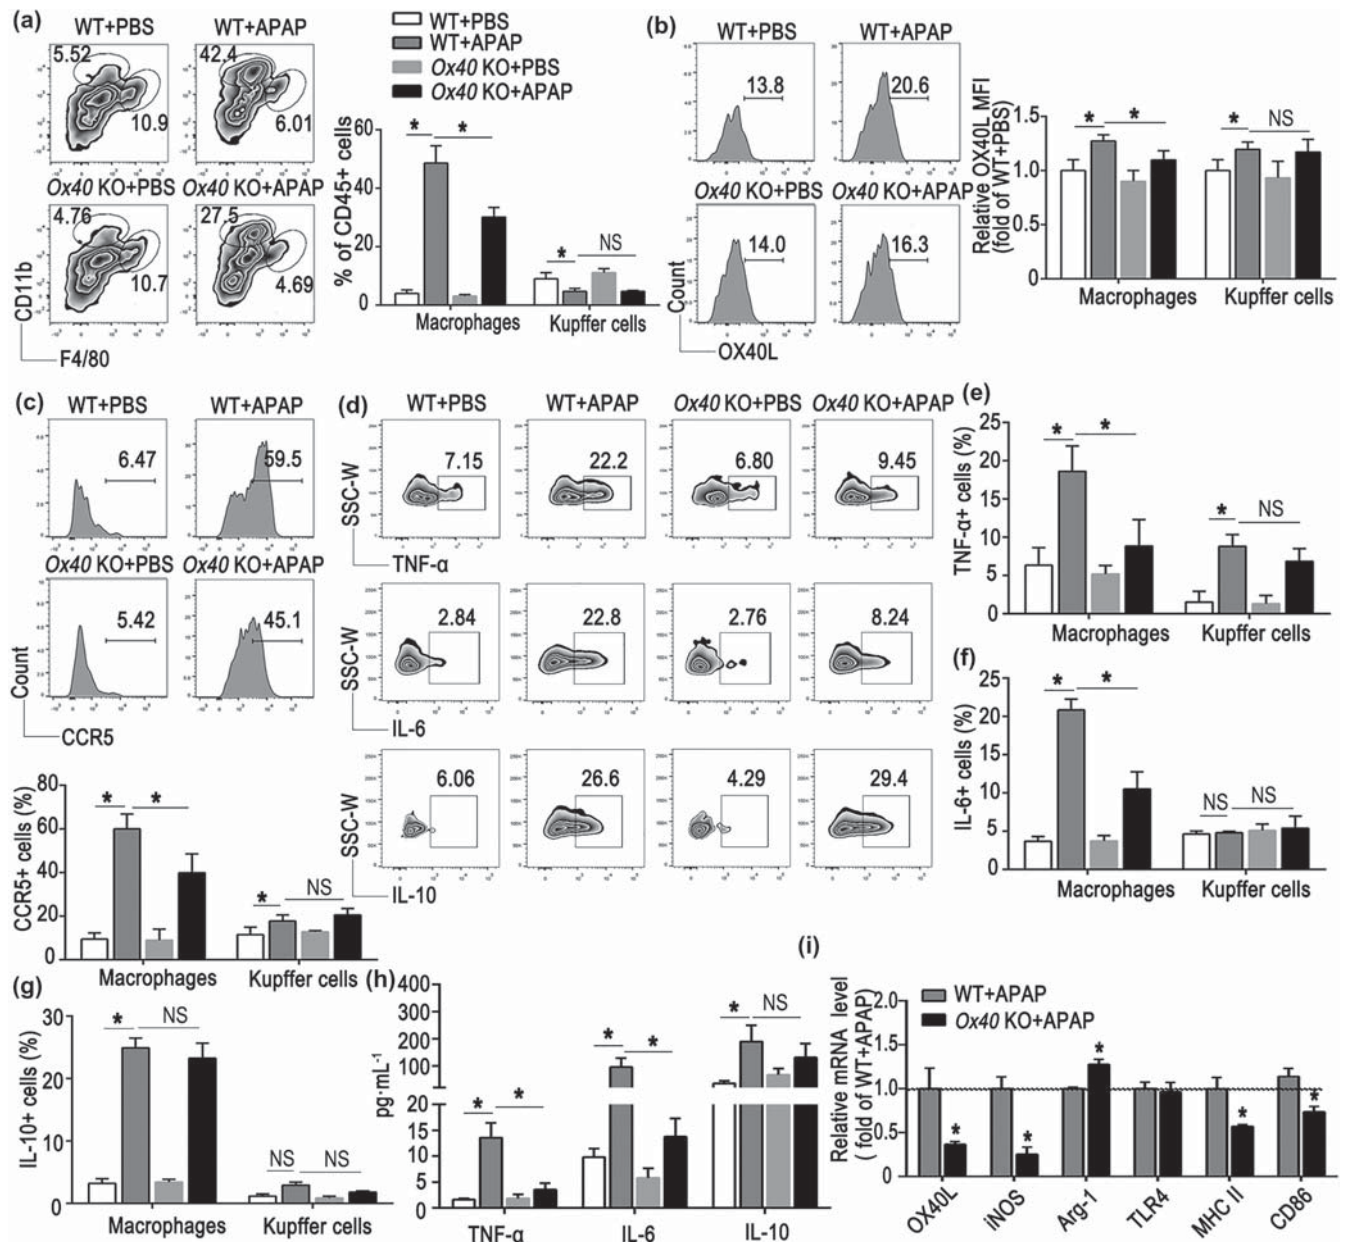 (a)
WT+PBS
WT+APAP
5.52
10.9
42.4
6.01
Ox40 KO+PBS
Ox40 KO+APAP
4.76
10.7
27.5
4.69
CD11b
F4/80
WT+PBS
WT+APAP
Ox40 KO+PBS
Ox40 KO+APAP
% of CD45+ cells
60
40
20
0
* *
* NS
Macrophages
Kupffer cells
(b)
WT+PBS
WT+APAP
13.8
20.6
Ox40 KO+PBS
Ox40 KO+APAP
14.0
16.3
Count
OX40L
Relative OX40L MFI
(fold of WT+PBS)
1.5
1.0
0.5
0
* *
* NS
Macrophages
Kupffer cells
(c)
WT+PBS
WT+APAP
6.47
59.5
Ox40 KO+PBS
Ox40 KO+APAP
5.42
45.1
Count
CCR5
CCR5+ cells (%)
80
60
40
20
0
* *
* NS
Macrophages
Kupffer cells
(d)
WT+PBS
WT+APAP
Ox40 KO+PBS
Ox40 KO+APAP
SSC-W
7.15
22.2
6.80
9.45
TNF-α
SSC-W
2.84
22.8
2.76
8.24
IL-6
SSC-W
6.06
26.6
4.29
29.4
IL-10
(e)
TNF-α+ cells (%)
25
20
15
10
5
0
* *
* NS
Macrophages
Kupffer cells
(f)
IL-6+ cells (%)
25
20
15
10
5
0
* *
NS NS
Macrophages
Kupffer cells
(g)
IL-10+ cells (%)
30
20
10
0
* NS
NS NS
Macrophages
Kupffer cells
(h)
pg·mL-1
400
300
200
100
20
15
10
5
0
* *
* *
* NS
TNF-α
IL-6
IL-10
(i)
WT+APAP
Ox40 KO+APAP
Relative mRNA level
( fold of WT+APAP)
2.0
1.5
1.0
0.5
0
* * * * *
OX40L
iNOS
Arg-1
TLR4
MHC II
CD86